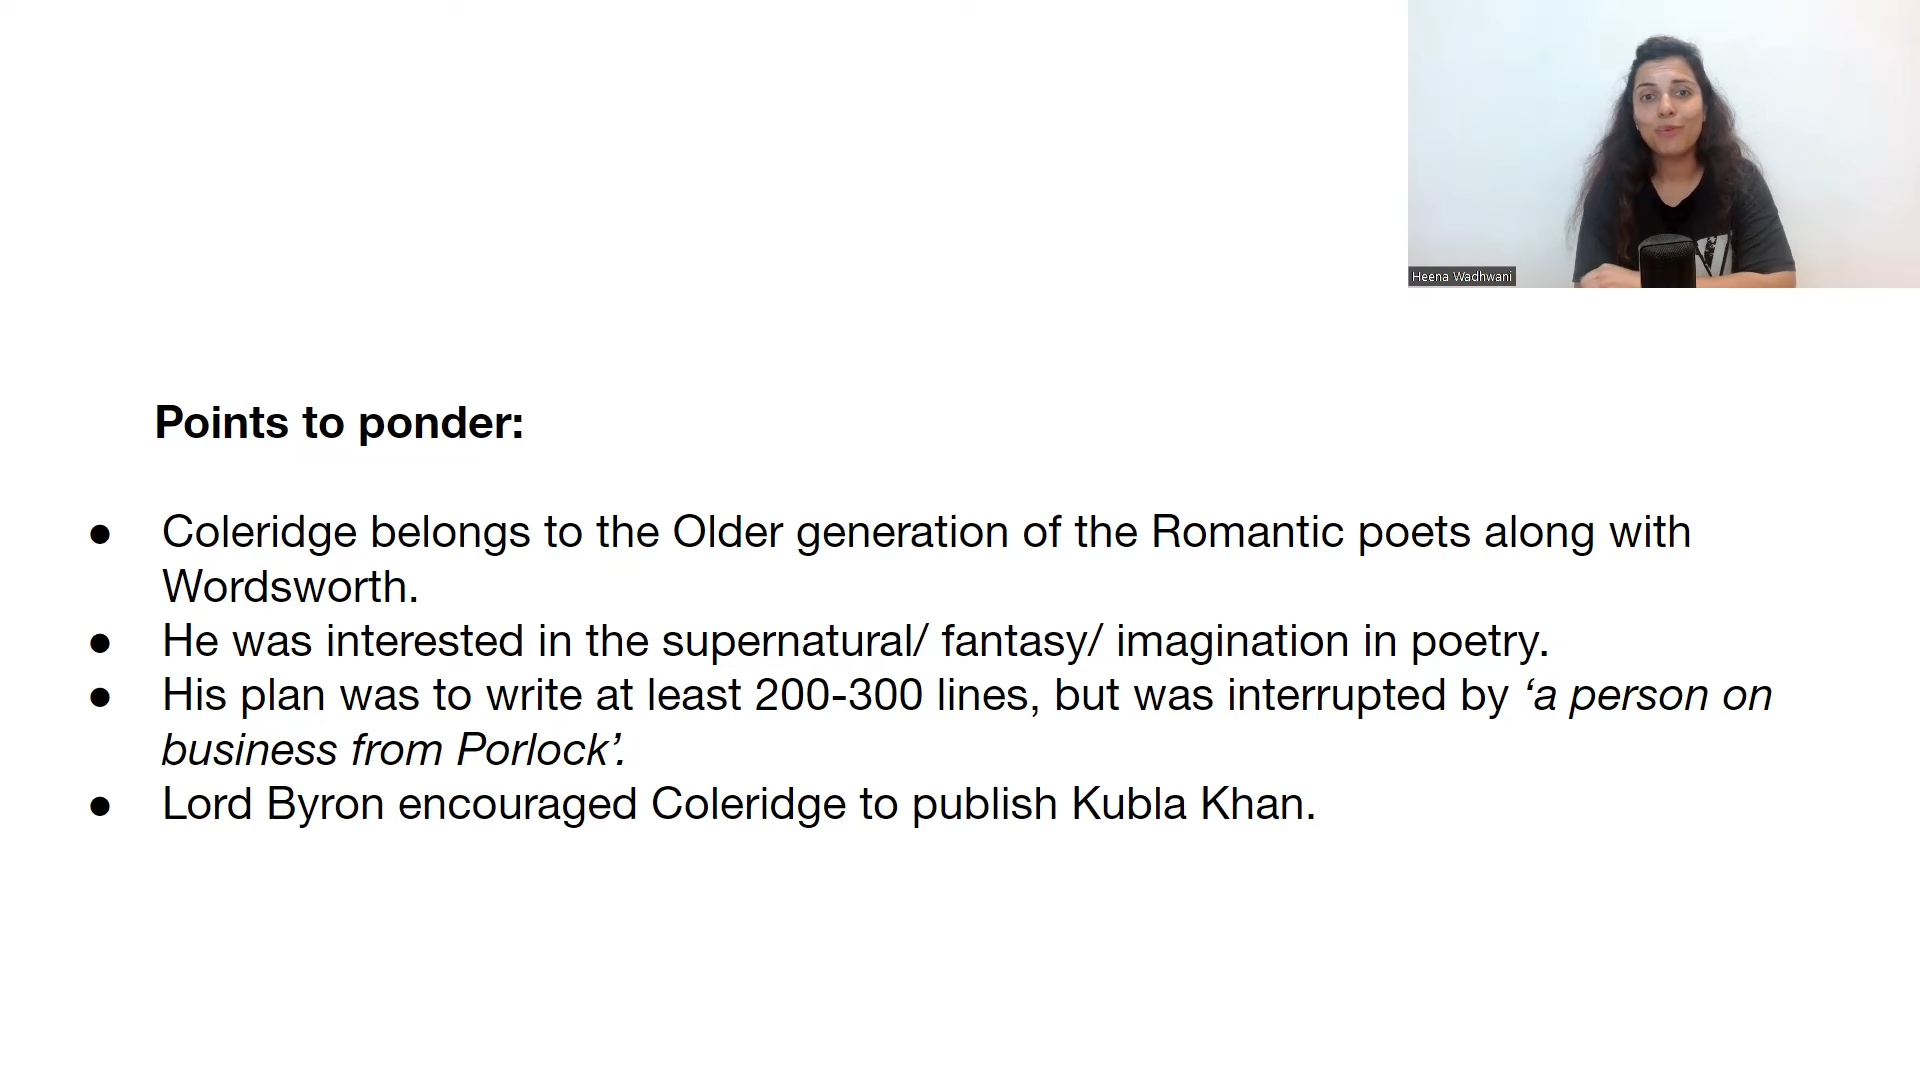 Heena Wadhwani
Points to ponder:
● Coleridge belongs to the Older generation of the Romantic poets along with
Wordsworth.
● He was interested in the supernatural/ fantasy/ imagination in poetry.
● His plan was to write at least 200-300 lines, but was interrupted by ‘a person on
business from Porlock’.
● Lord Byron encouraged Coleridge to publish Kubla Khan.